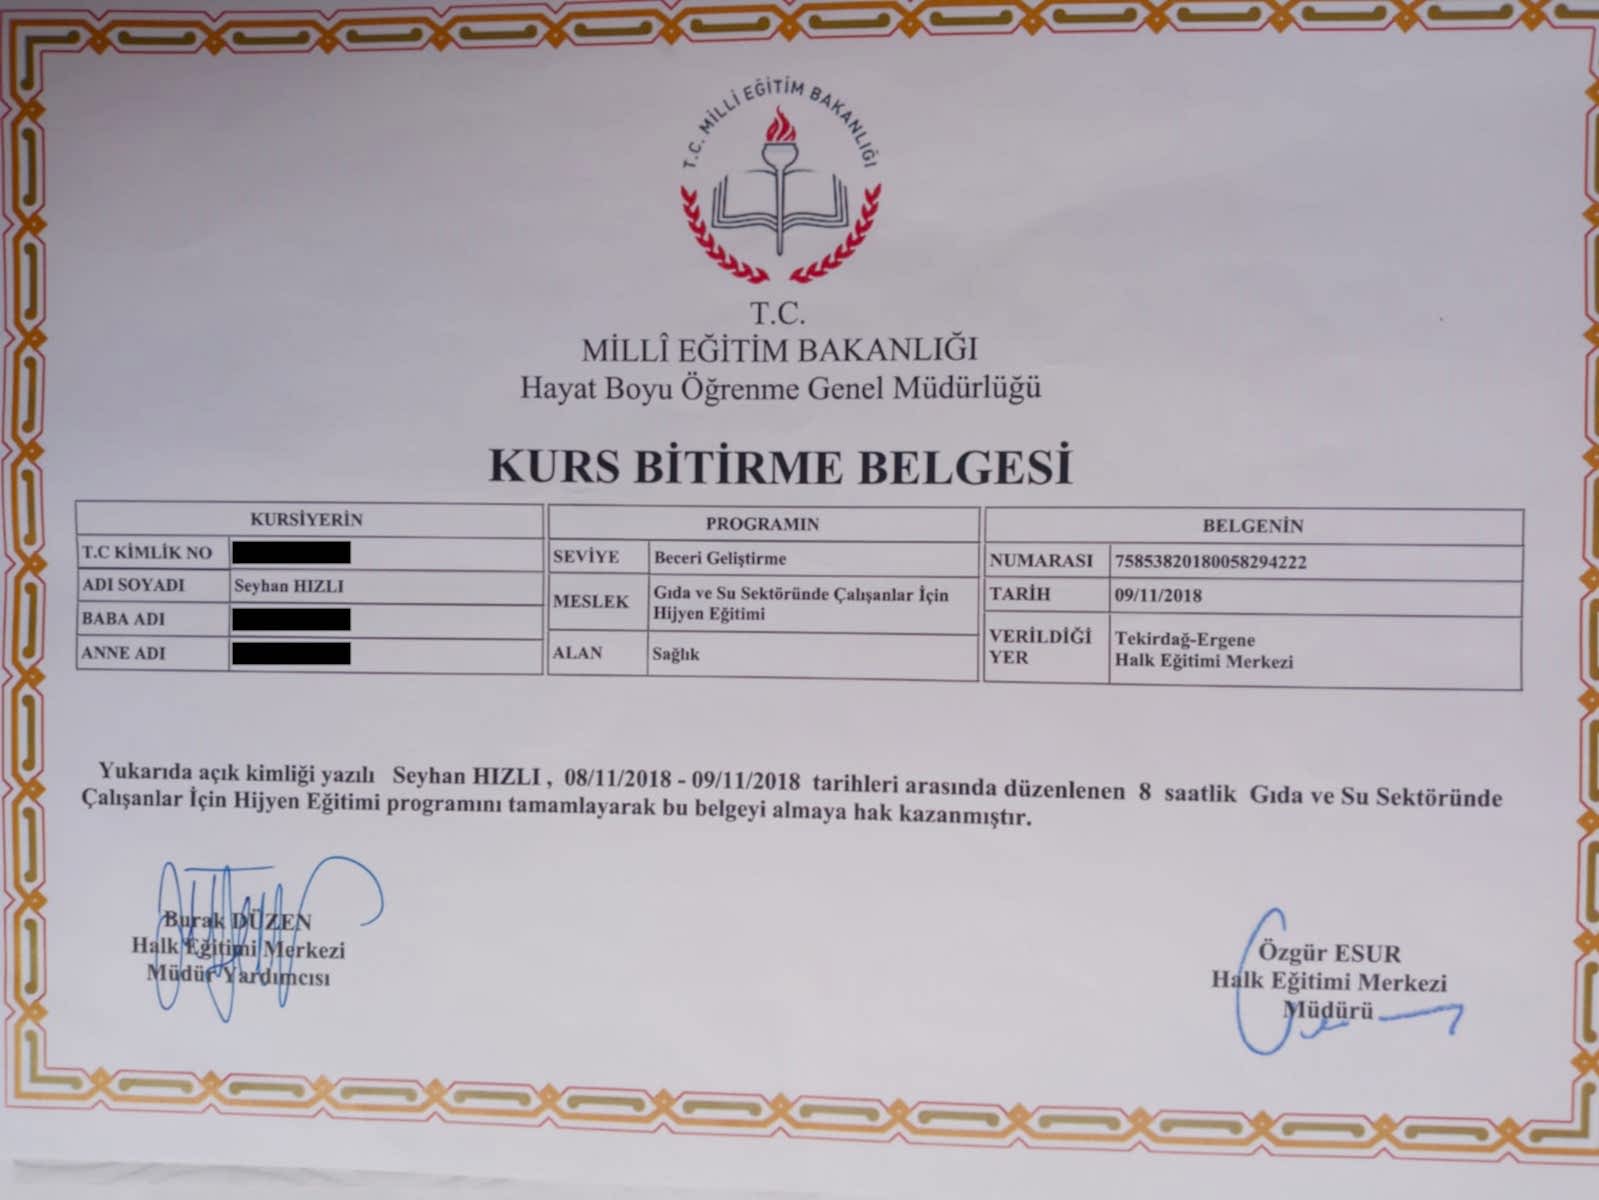 T.C. MİLLİ EĞİTİM BAKANLIĞI
T.C.
MİLLÎ EĞİTİM BAKANLIĞI
Hayat Boyu Öğrenme Genel Müdürlüğü
KURS BİTİRME BELGESİ
KURSİYERİN
T.C KİMLİK NO
ADI SOYADI Seyhan HIZLI
BABA ADI
ANNE ADI
PROGRAMIN
SEVİYE Beceri Geliştirme
MESLEK Gıda ve Su Sektöründe Çalışanlar İçin
Hijyen Eğitimi
ALAN Sağlık
BELGENİN
NUMARASI 75853820180058294222
TARİH 09/11/2018
VERİLDİĞİ YER Tekirdağ-Ergene
Halk Eğitimi Merkezi
Yukarıda açık kimliği yazılı Seyhan HIZLI , 08/11/2018 - 09/11/2018 tarihleri arasında düzenlenen 8 saatlik Gıda ve Su Sektöründe
Çalışanlar İçin Hijyen Eğitimi programını tamamlayarak bu belgeyi almaya hak kazanmıştır.
Burak DÜZEN
Halk Eğitimi Merkezi
Müdür Yardımcısı
Özgür ESUR
Halk Eğitimi Merkezi
Müdürü